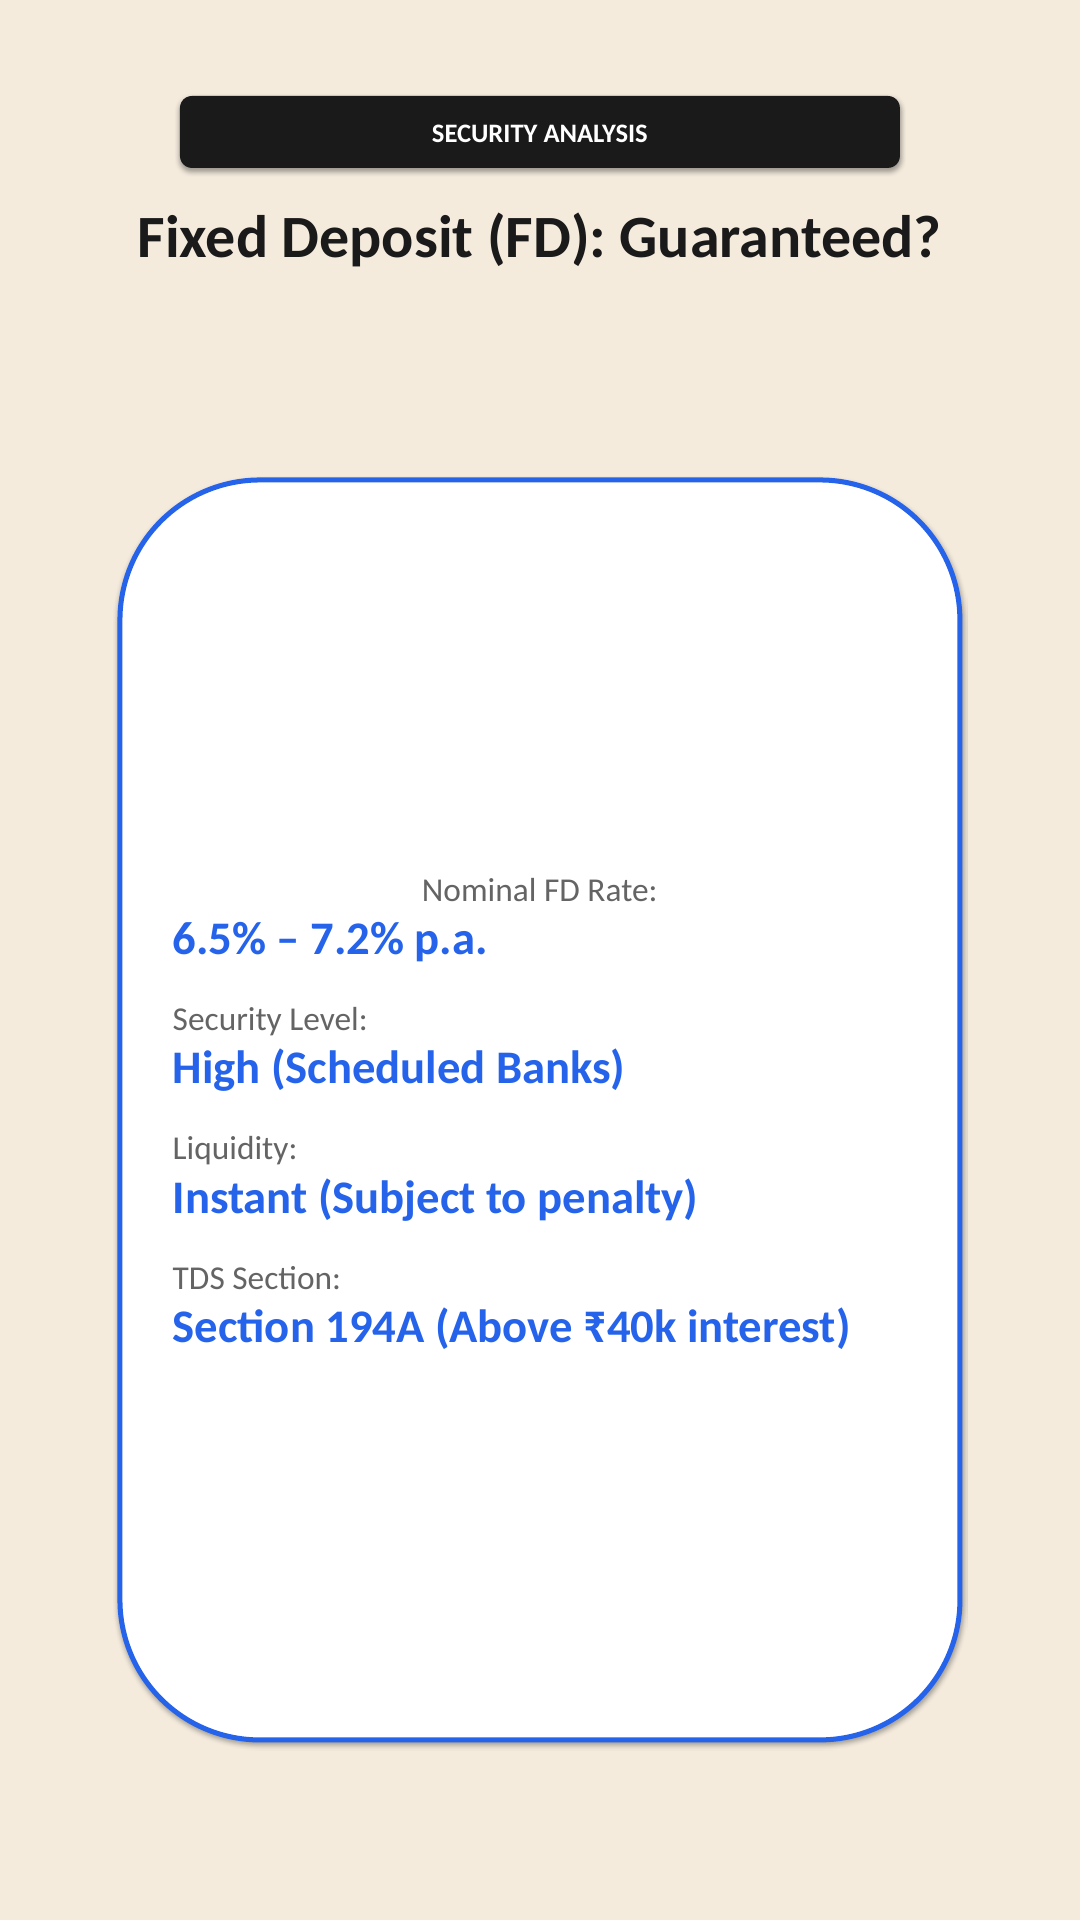 SECURITY ANALYSIS
Fixed Deposit (FD): Guaranteed?
Nominal FD Rate:
6.5% – 7.2% p.a.
Security Level:
High (Scheduled Banks)
Liquidity:
Instant (Subject to penalty)
TDS Section:
Section 194A (Above ₹40k interest)